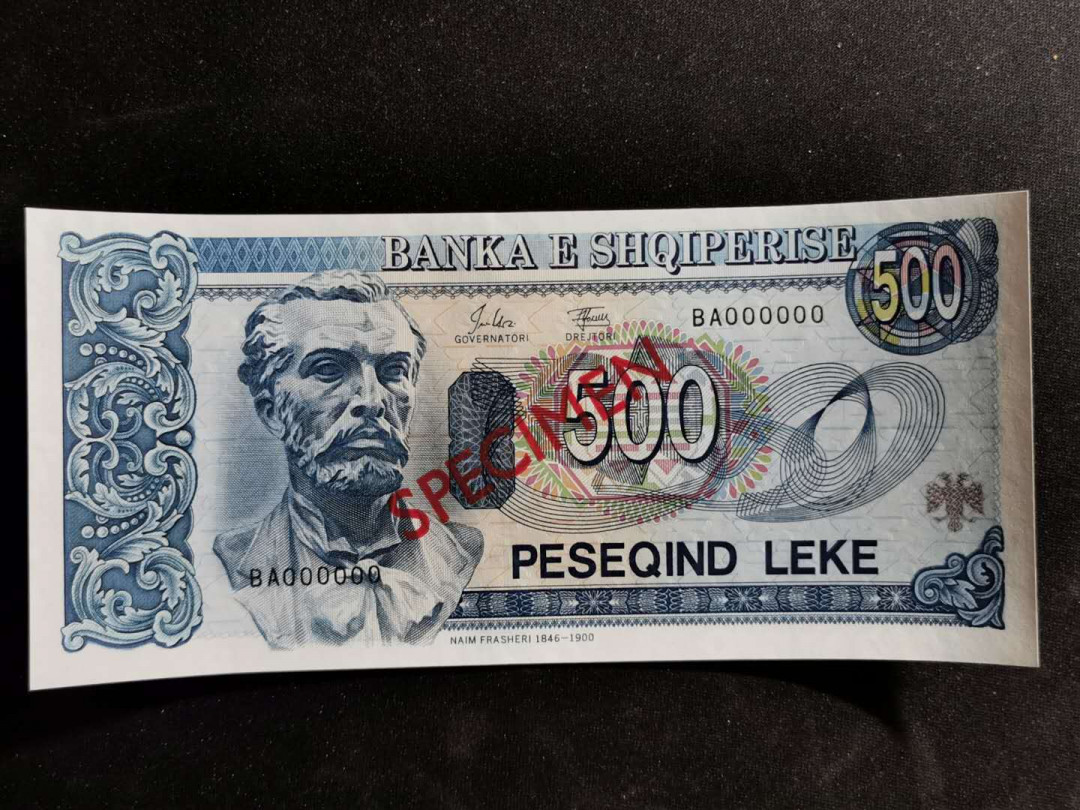 BANKA E SHQIPERISE
500
BA000000
GOVERNATORI
DREJTORI
500
SPECIMEN
PESEQIND LEKE
BA000000
NAIM FRASHERI 1846–1900